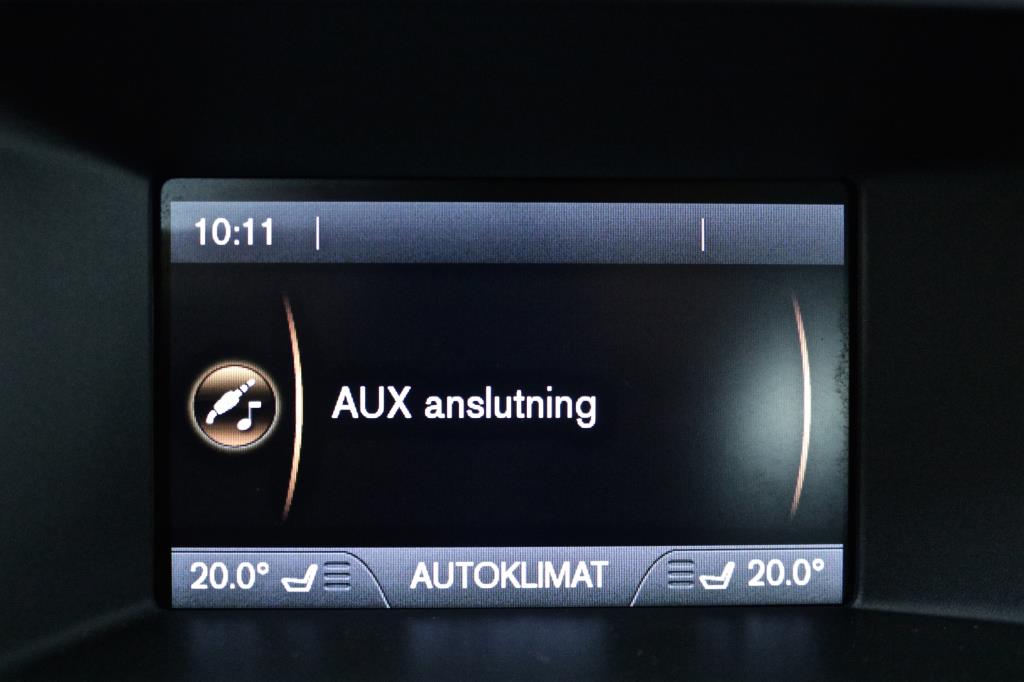 10:11
AUX anslutning
20.0° AUTOKLIMAT 20.0°